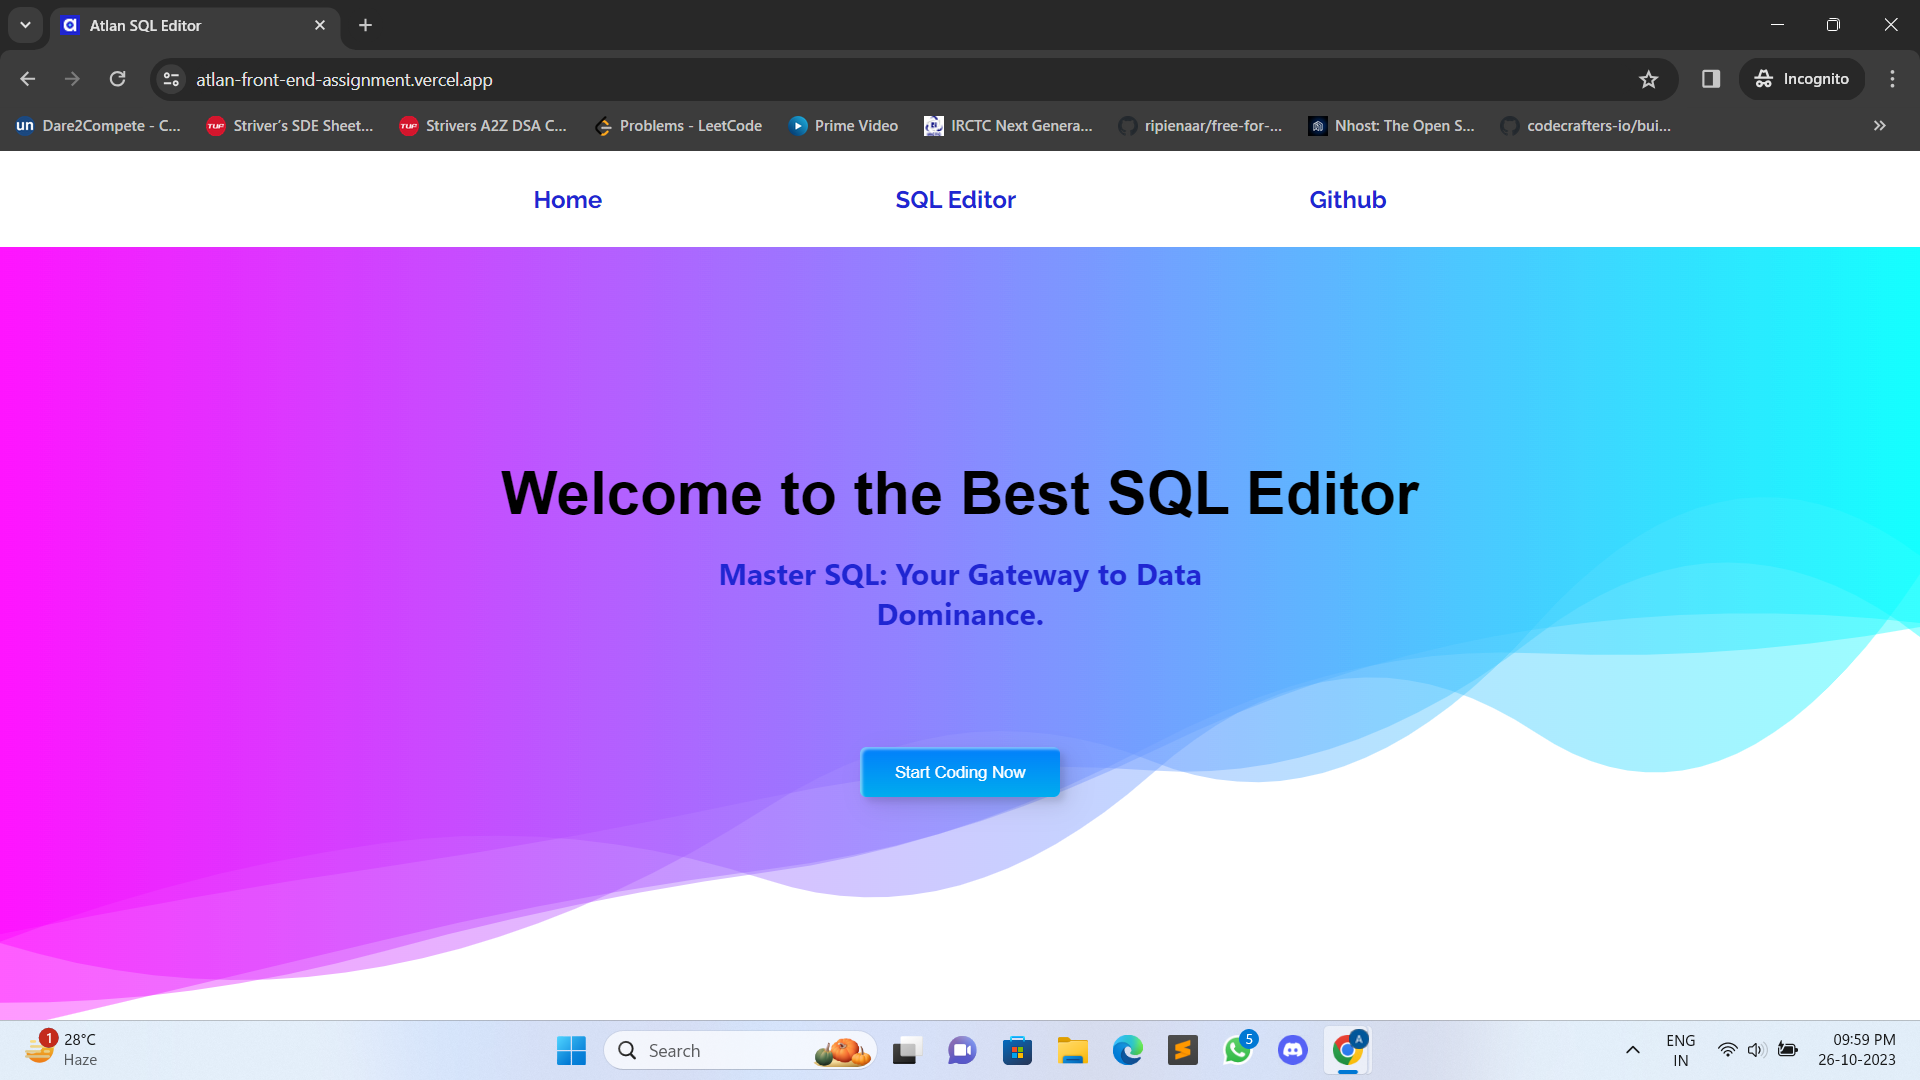 Atlan SQL Editor
atlan-front-end-assignment.vercel.app
Incognito
un Dare2Compete - C...
TUF Striver's SDE Sheet...
TUF Strivers A2Z DSA C...
Problems - LeetCode
Prime Video
IRCTC Next Genera...
ripienaar/free-for-...
Nhost: The Open S...
codecrafters-io/bui...
Home
SQL Editor
Github
Welcome to the Best SQL Editor
Master SQL: Your Gateway to Data
Dominance.
Start Coding Now
1
28°C
Haze
Search
5
A
ENG
IN
09:59 PM
26-10-2023